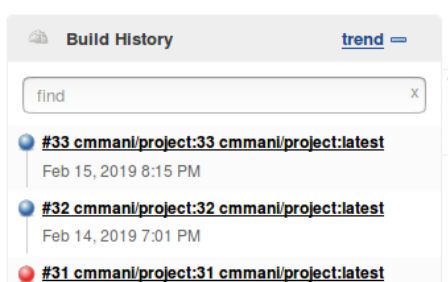 Build History trend
find x
#33 cmmani/project:33 cmmani/project:latest
Feb 15, 2019 8:15 PM
#32 cmmani/project:32 cmmani/project:latest
Feb 14, 2019 7:01 PM
#31 cmmani/project:31 cmmani/project:latest